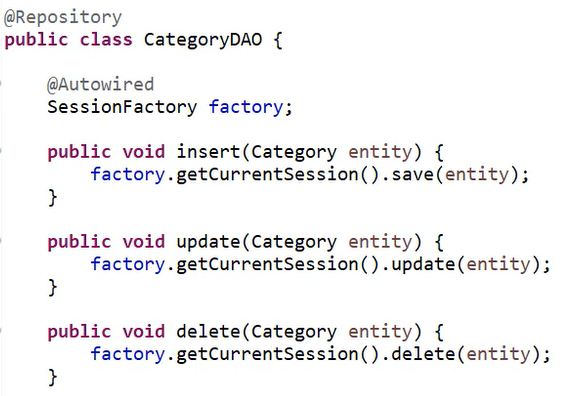 @Repository
public class CategoryDAO {
@Autowired
SessionFactory factory;
public void insert(Category entity) {
factory.getCurrentSession().save(entity);
}
public void update(Category entity) {
factory.getCurrentSession().update(entity);
}
public void delete(Category entity) {
factory.getCurrentSession().delete(entity);
}